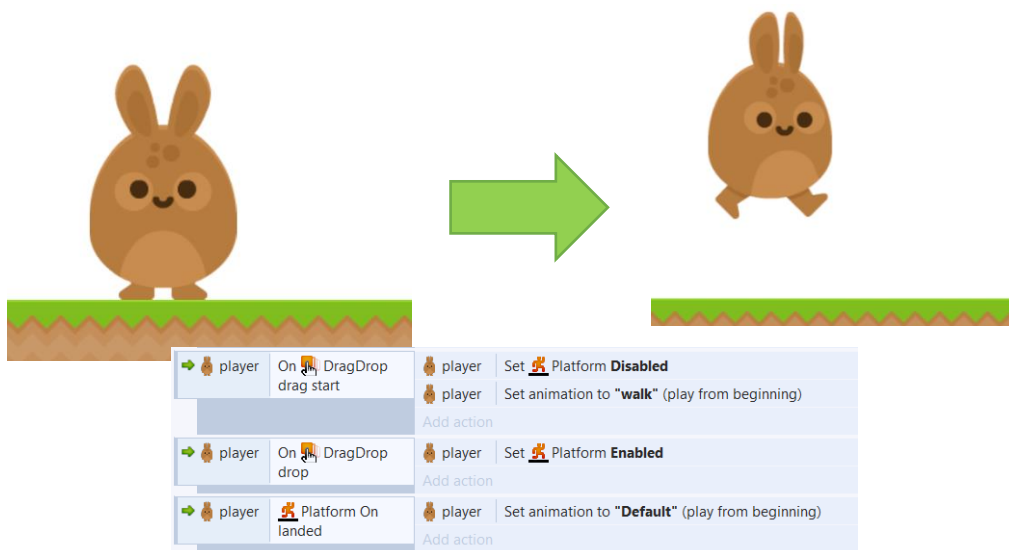 player On DragDrop player Set Platform Disabled
drag start player Set animation to "walk" (play from beginning)
Add action
player On DragDrop player Set Platform Enabled
drop Add action
player Platform On player Set animation to "Default" (play from beginning)
landed Add action